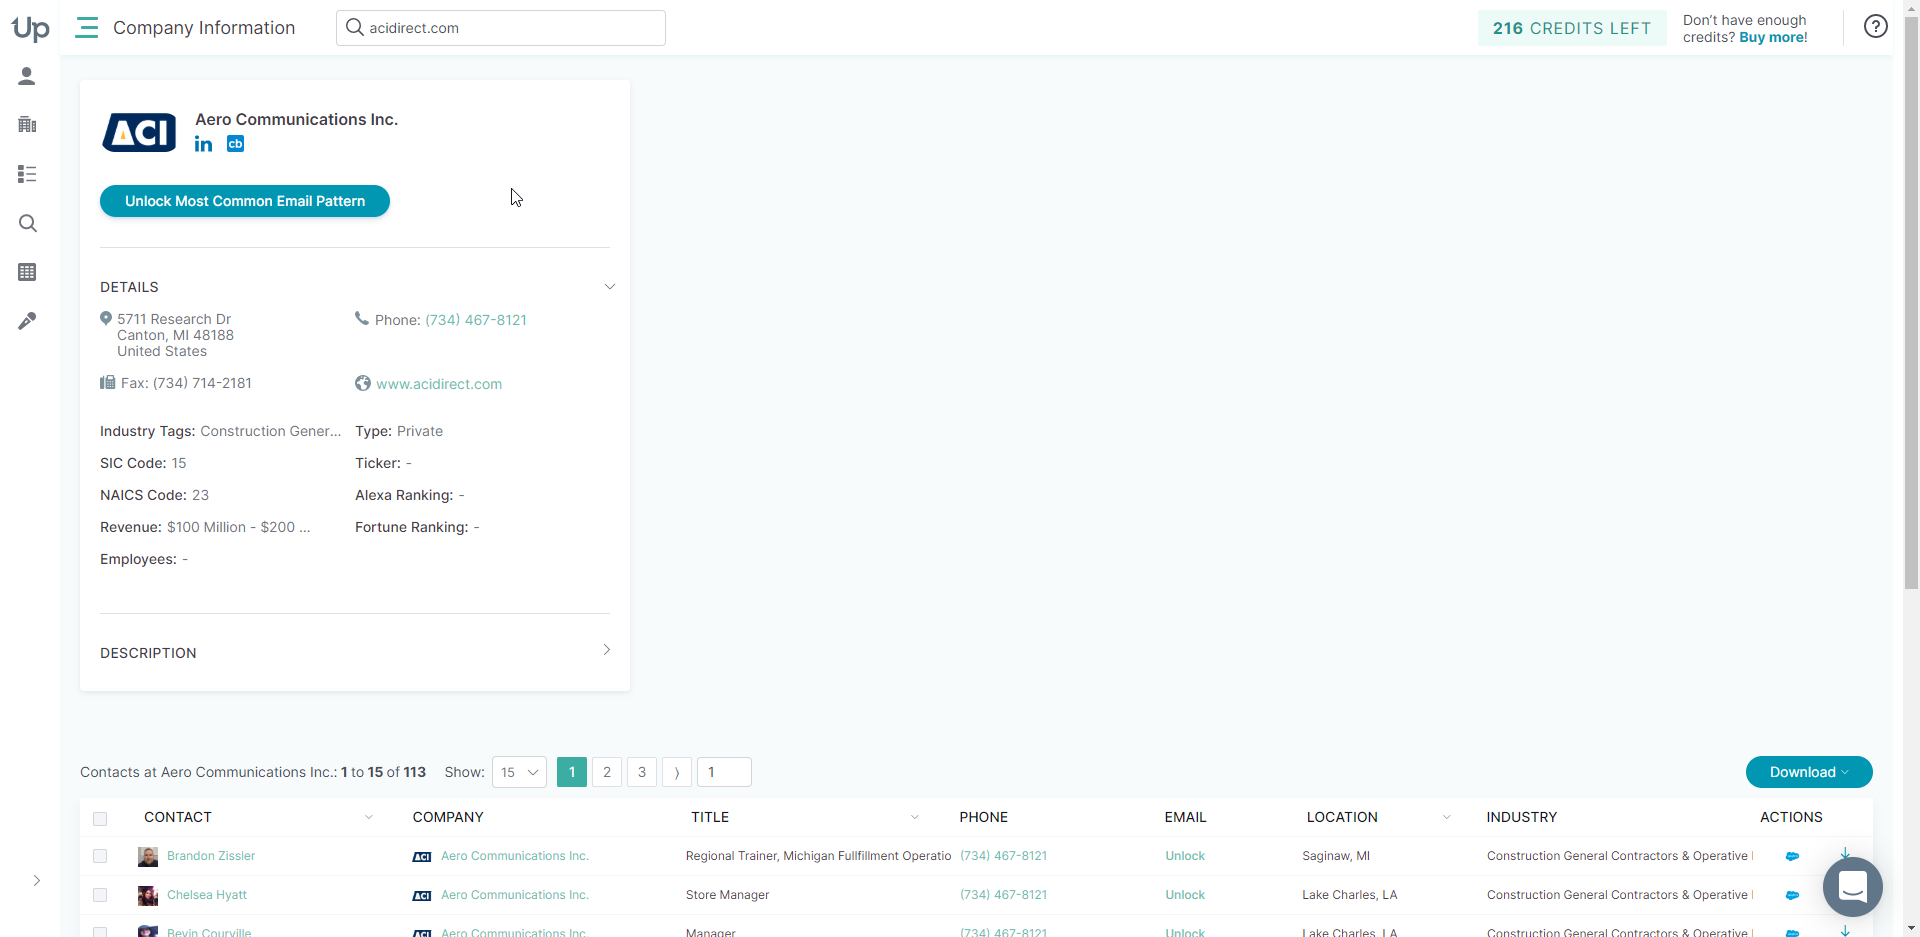 Up
Company Information
acidirect.com
216 CREDITS LEFT
Don't have enough
credits? Buy more!
ACI
Aero Communications Inc.
in cb
Unlock Most Common Email Pattern
DETAILS
5711 Research Dr
Canton, MI 48188
United States
Phone: (734) 467-8121
Fax: (734) 714-2181
www.acidirect.com
Industry Tags: Construction Gener...
Type: Private
SIC Code: 15
Ticker: -
NAICS Code: 23
Alexa Ranking: -
Revenue: $100 Million - $200 ...
Fortune Ranking: -
Employees: -
DESCRIPTION
Contacts at Aero Communications Inc.: 1 to 15 of 113 Show: 15 1 2 3 1
Download
CONTACT COMPANY TITLE PHONE EMAIL LOCATION INDUSTRY ACTIONS
Brandon Zissler ACI Aero Communications Inc. Regional Trainer, Michigan Fullfillment Operatio (734) 467-8121 Unlock Saginaw, MI Construction General Contractors & Operative
Chelsea Hyatt ACI Aero Communications Inc. Store Manager (734) 467-8121 Unlock Lake Charles, LA Construction General Contractors & Operative
Bevin Courville ACI Aero Communications Inc. Manager (734) 467-8121 Unlock Lake Charles, LA Construction General Contractors & Operative